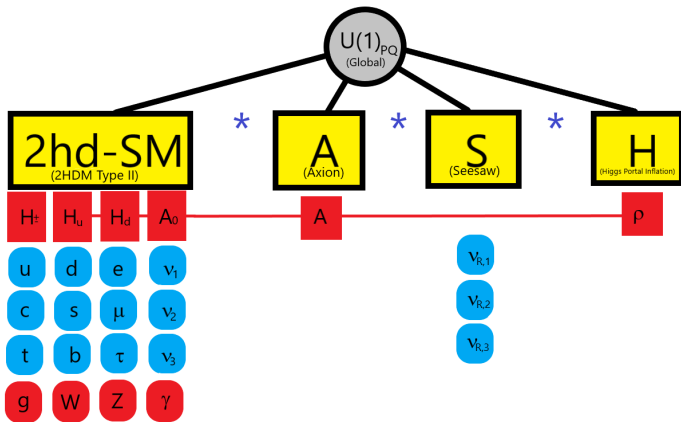 U(1)PQ
(Global)
* * *
2hd-SM A S H
(2HDM Type II) (Axion) (Seesaw) (Higgs Portal Inflation)
H± Hu Hd A0 A ρ
u d e ν1 νR,1
c s μ ν2 νR,2
t b τ ν3 νR,3
g W Z γ